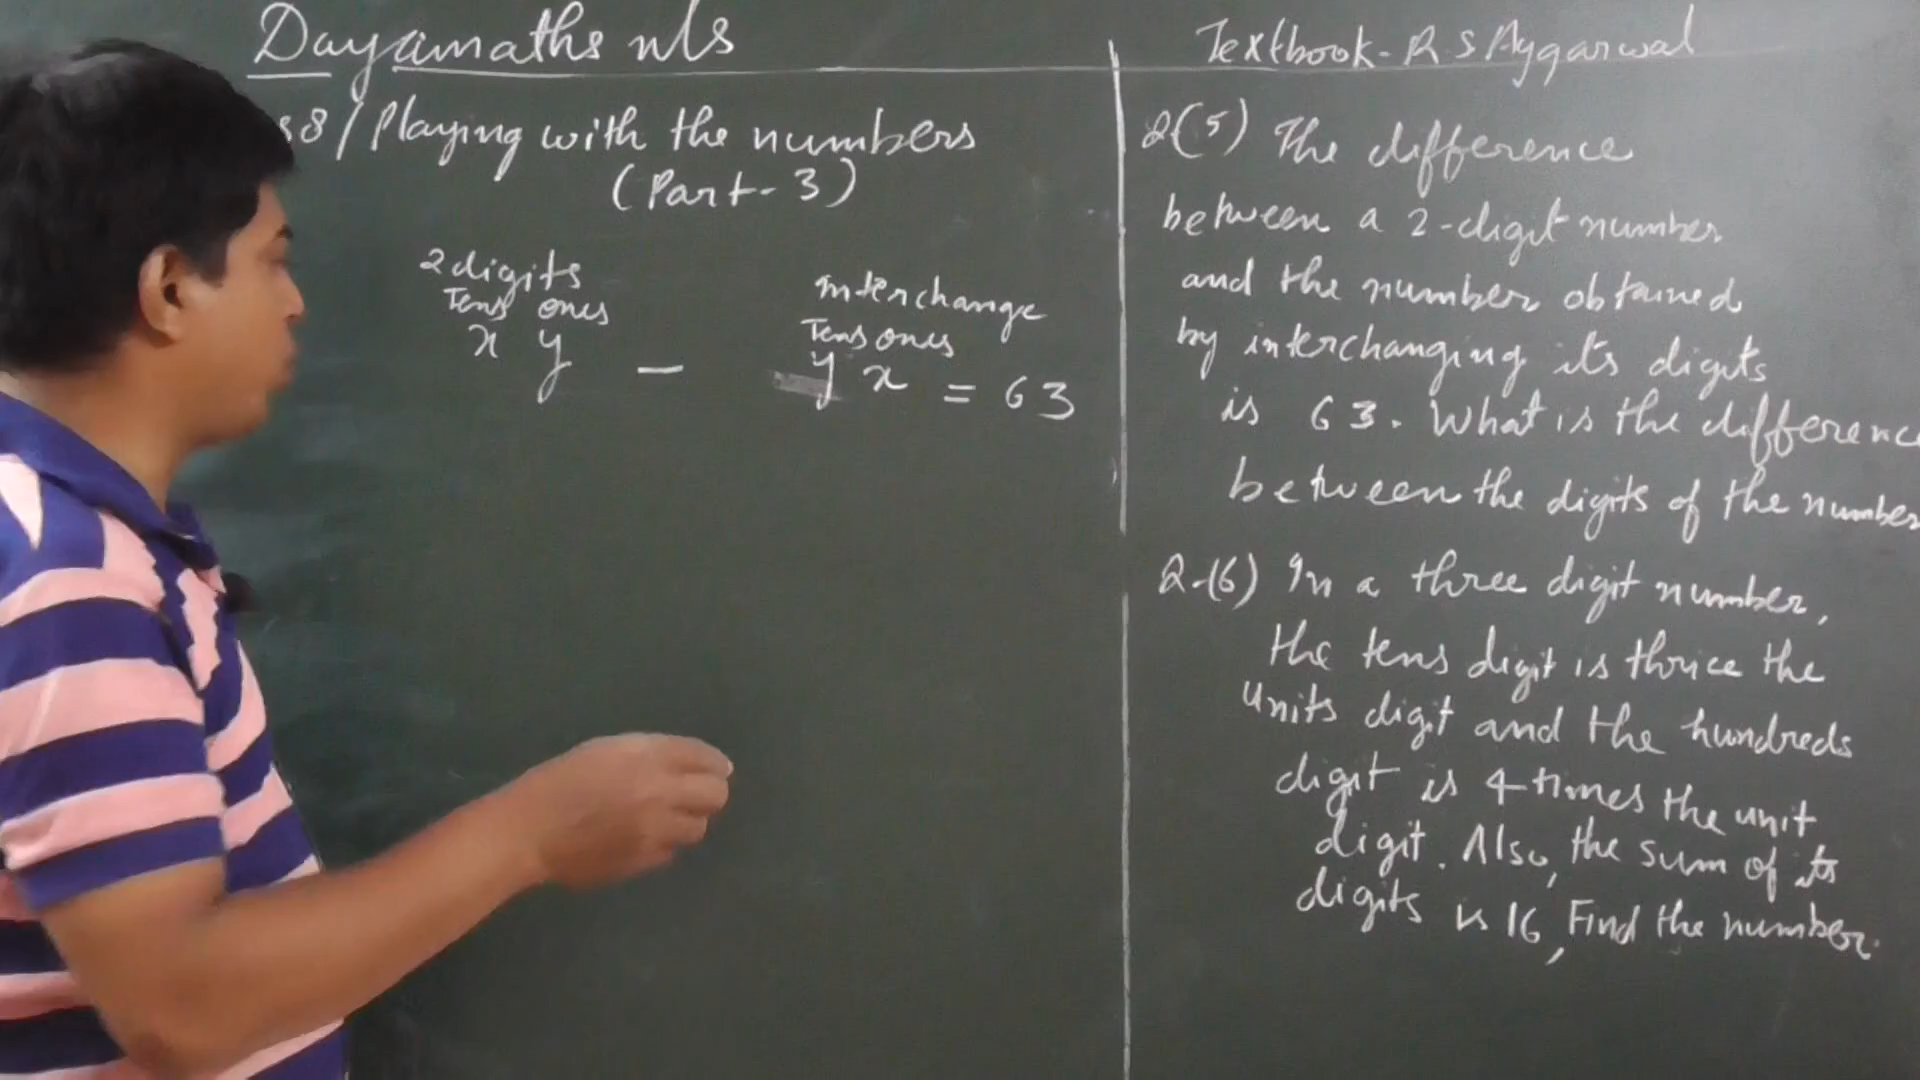 Dayamaths nls
s8/Playing with the numbers
(Part-3)
2digits
Tens ones
x y
interchange
Tens ones
— y x = 63
Textbook-RS Aggarwal
Q(5) The difference
between a 2-digit number
and the number obtained
by interchanging its digits
is 63. What is the difference
between the digits of the number
Q-(6) In a three digit number,
the tens digit is thrice the
units digit and the hundreds
digit is 4 times the unit
digit. Also, the sum of its
digits is 16, Find the number.